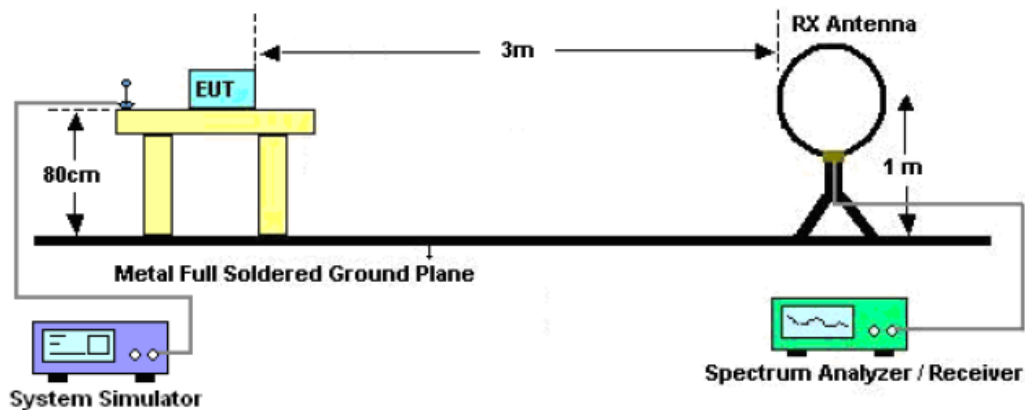 RX Antenna
3m
EUT
80cm
1 m
Metal Full Soldered Ground Plane
System Simulator
Spectrum Analyzer / Receiver